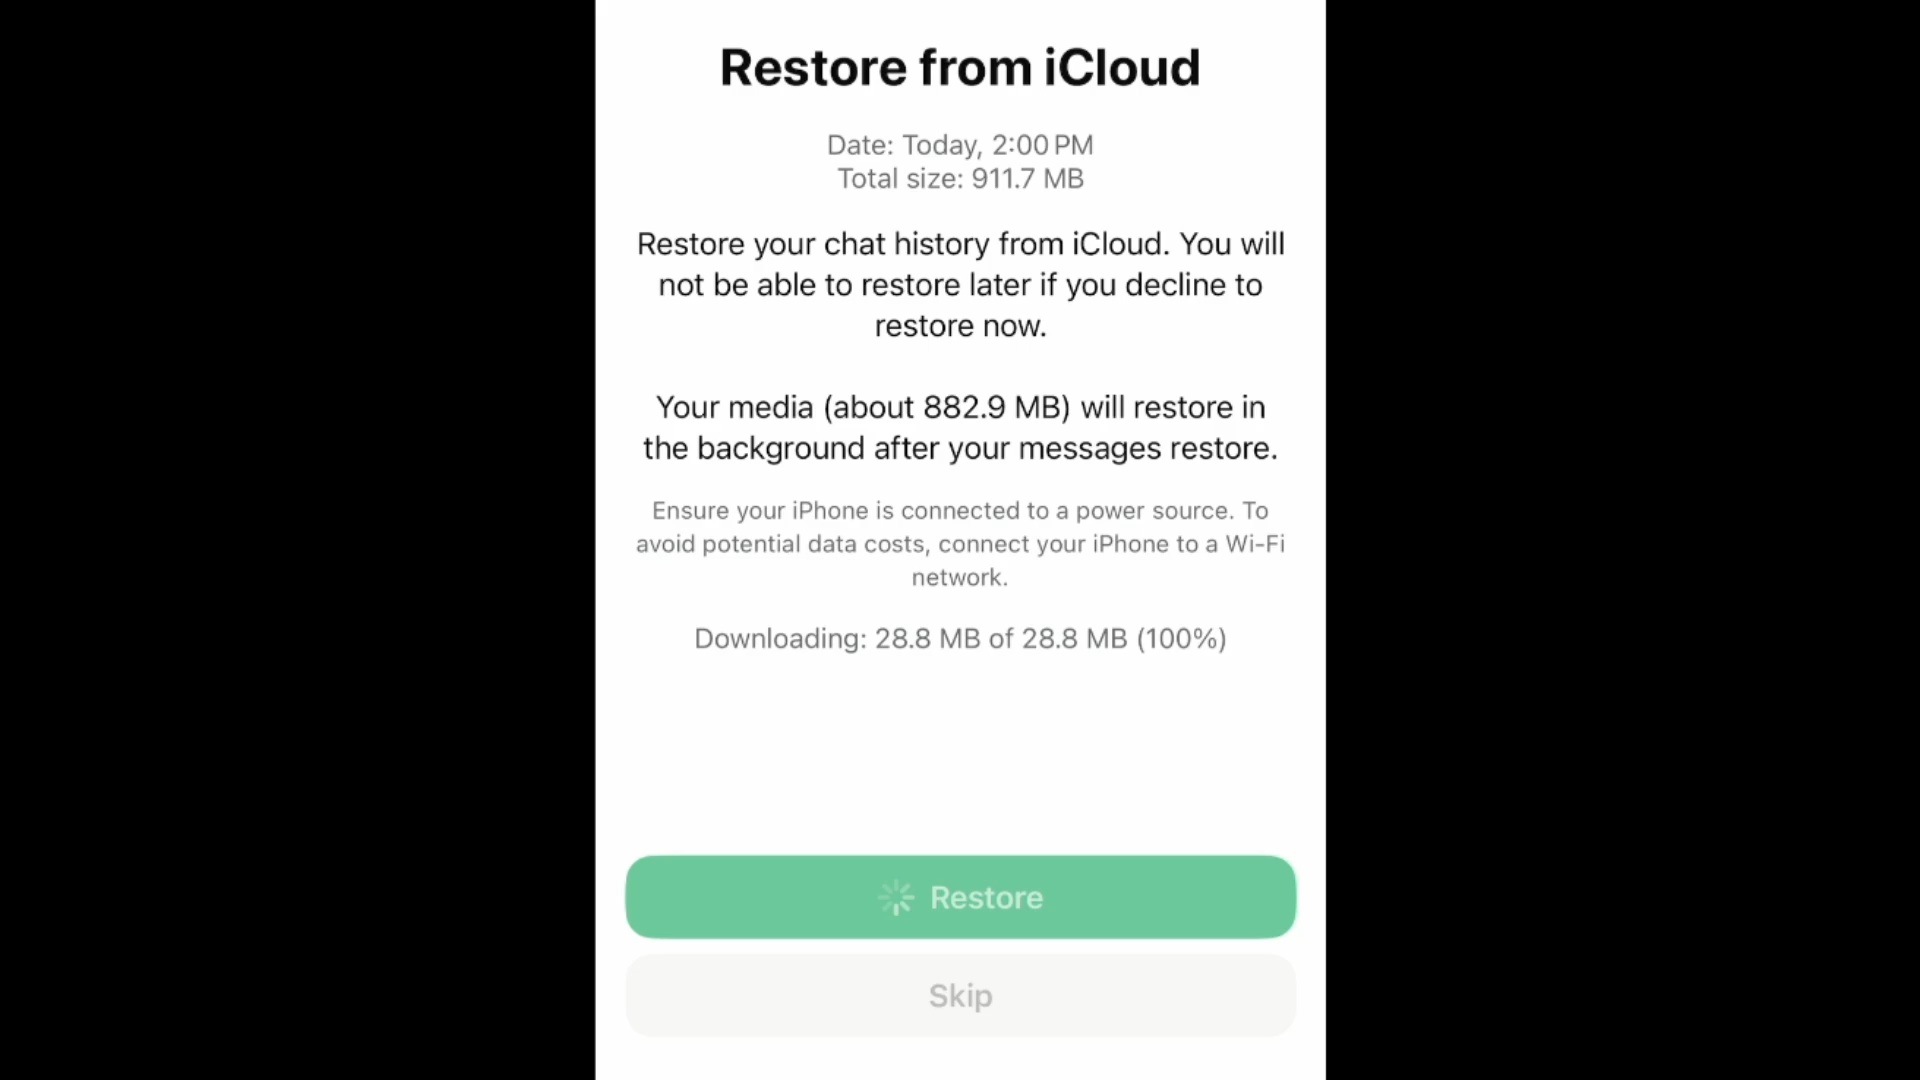 Restore from iCloud
Date: Today, 2:00 PM
Total size: 911.7 MB
Restore your chat history from iCloud. You will
not be able to restore later if you decline to
restore now.
Your media (about 882.9 MB) will restore in
the background after your messages restore.
Ensure your iPhone is connected to a power source. To
avoid potential data costs, connect your iPhone to a Wi-Fi
network.
Downloading: 28.8 MB of 28.8 MB (100%)
Restore
Skip